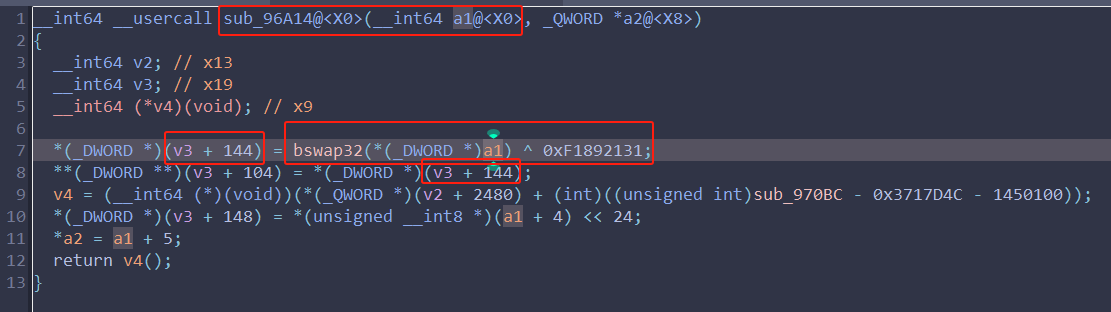 1 __int64 __usercall sub_96A14@<X0>(__int64 a1@<X0>, _QWORD *a2@<X8>)
2 {
3   __int64 v2; // x13
4   __int64 v3; // x19
5   __int64 (*v4)(void); // x9
6
7   *(_DWORD *)(v3 + 144) = bswap32(*(_DWORD *)a1) ^ 0xF1892131;
8   **(_DWORD **)(v3 + 104) = *(_DWORD *)(v3 + 144);
9   v4 = (__int64 (*)(void))(*(_QWORD *)(v2 + 2480) + (int)((unsigned int)sub_970BC - 0x3717D4C - 1450100));
10   *(_DWORD *)(v3 + 148) = *(unsigned __int8 *)(a1 + 4) << 24;
11   *a2 = a1 + 5;
12   return v4();
13 }